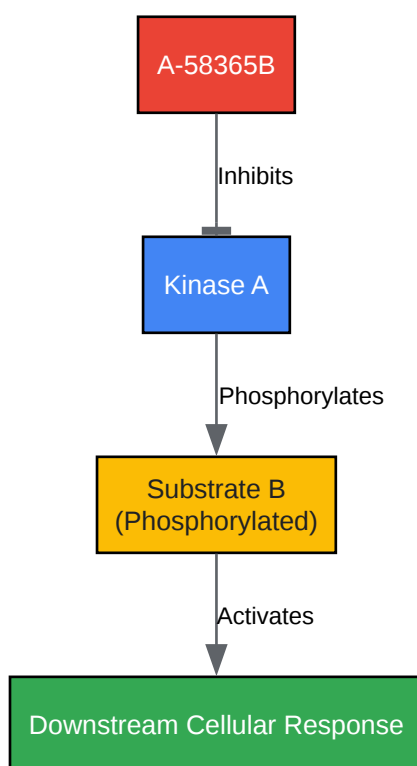 A-58365B
Inhibits
Kinase A
Phosphorylates
Substrate B
(Phosphorylated)
Activates
Downstream Cellular Response